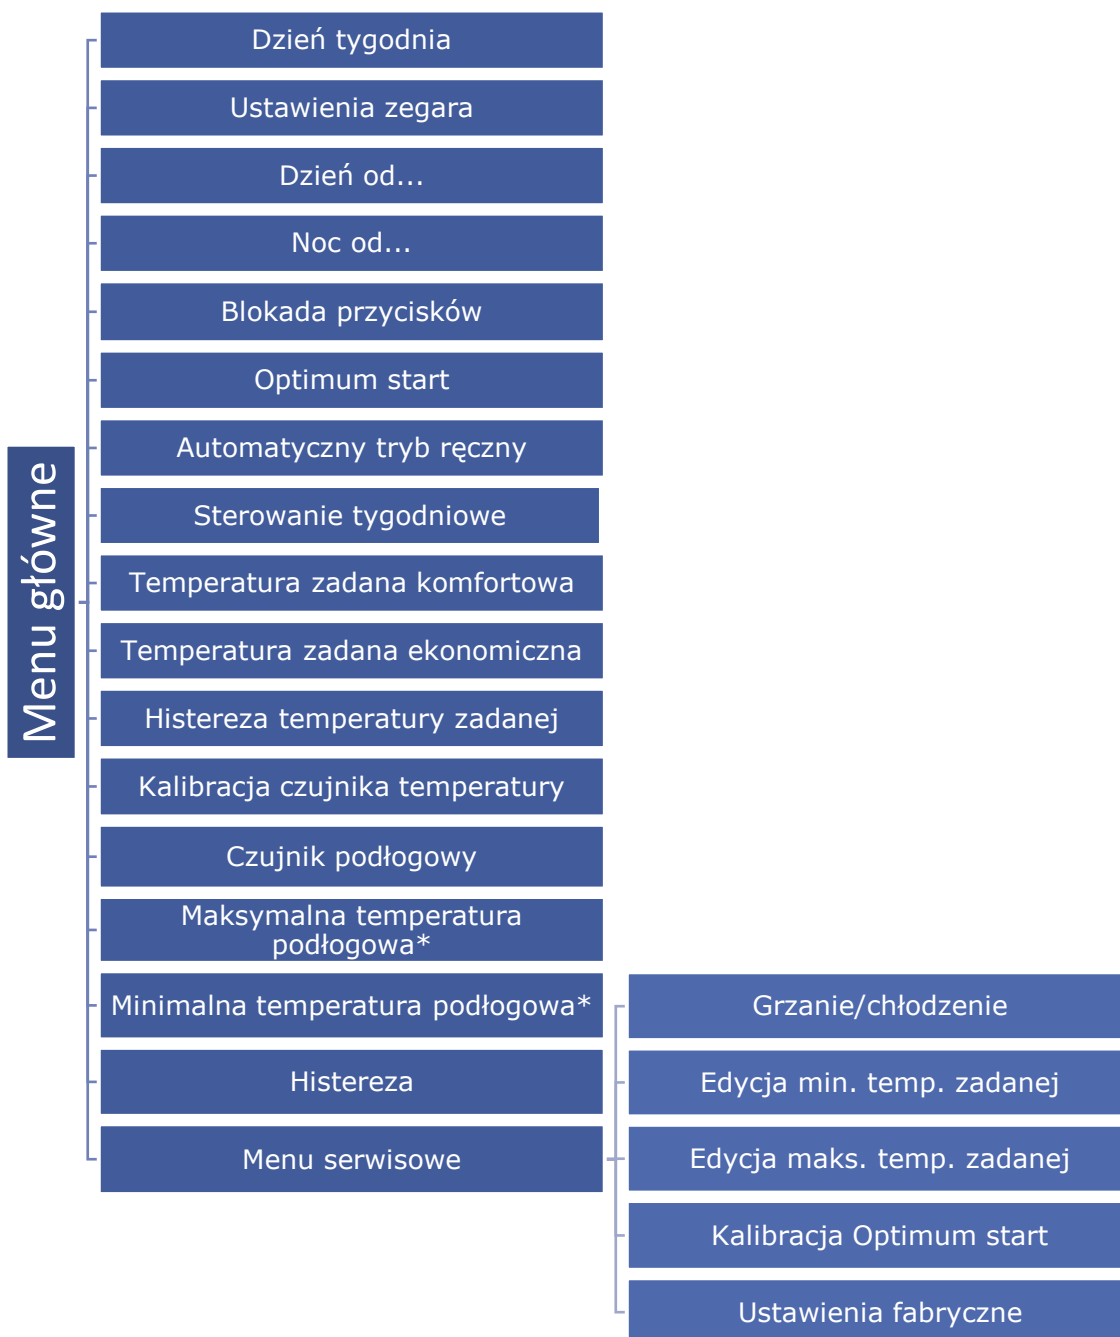 Menu główne
Dzień tygodnia
Ustawienia zegara
Dzień od...
Noc od...
Blokada przycisków
Optimum start
Automatyczny tryb ręczny
Sterowanie tygodniowe
Temperatura zadana komfortowa
Temperatura zadana ekonomiczna
Histereza temperatury zadanej
Kalibracja czujnika temperatury
Czujnik podłogowy
Maksymalna temperatura
podłogowa*
Minimalna temperatura podłogowa*
Histereza
Menu serwisowe
Grzanie/chłodzenie
Edycja min. temp. zadanej
Edycja maks. temp. zadanej
Kalibracja Optimum start
Ustawienia fabryczne